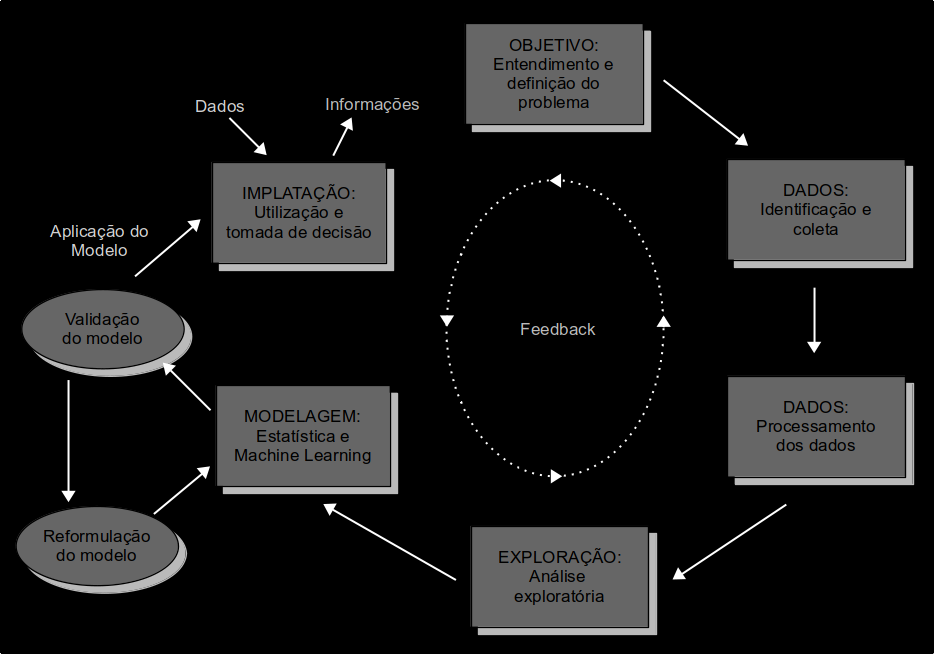 OBJETIVO:
Entendimento e
definição do
problema
Dados
Informações
IMPLATAÇÃO:
Utilização e
tomada de decisão
DADOS:
Identificação e
coleta
Aplicação do
Modelo
Validação
do modelo
Feedback
MODELAGEM:
Estatística e
Machine Learning
DADOS:
Processamento
dos dados
Reformulação
do modelo
EXPLORAÇÃO:
Análise
exploratória